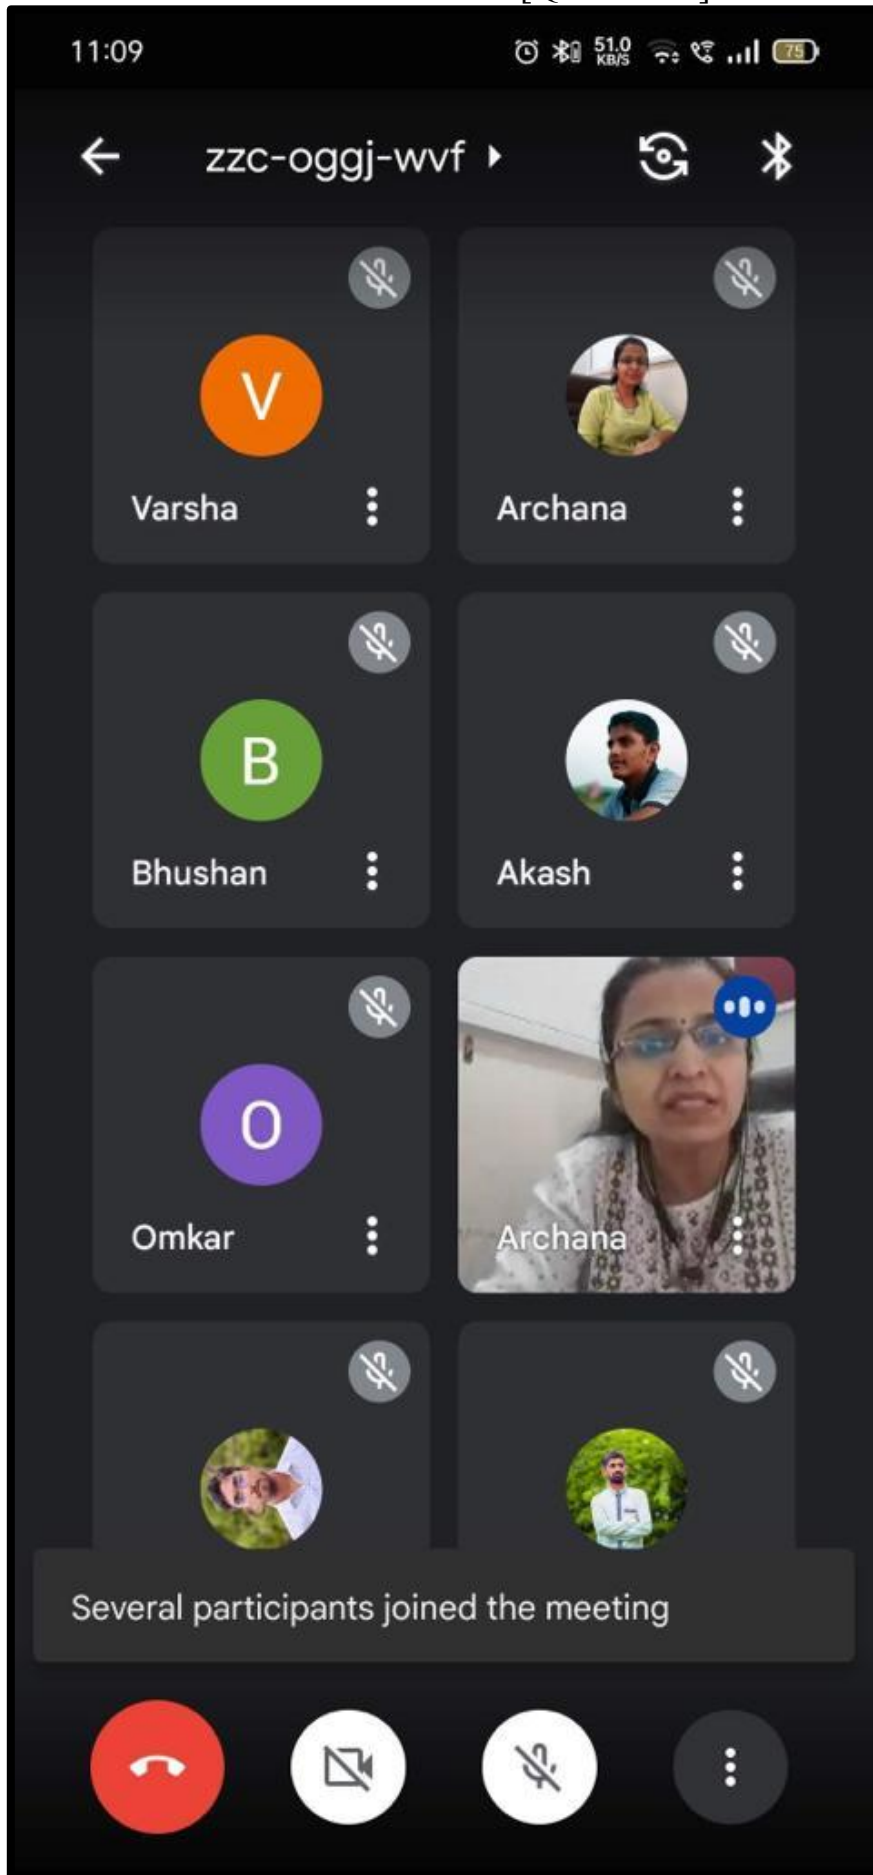 11:09 51.0 KB/S 75
zzc-oggj-wvf
V
Varsha
Archana
B
Bhushan
Akash
O
Omkar
Archana
Several participants joined the meeting